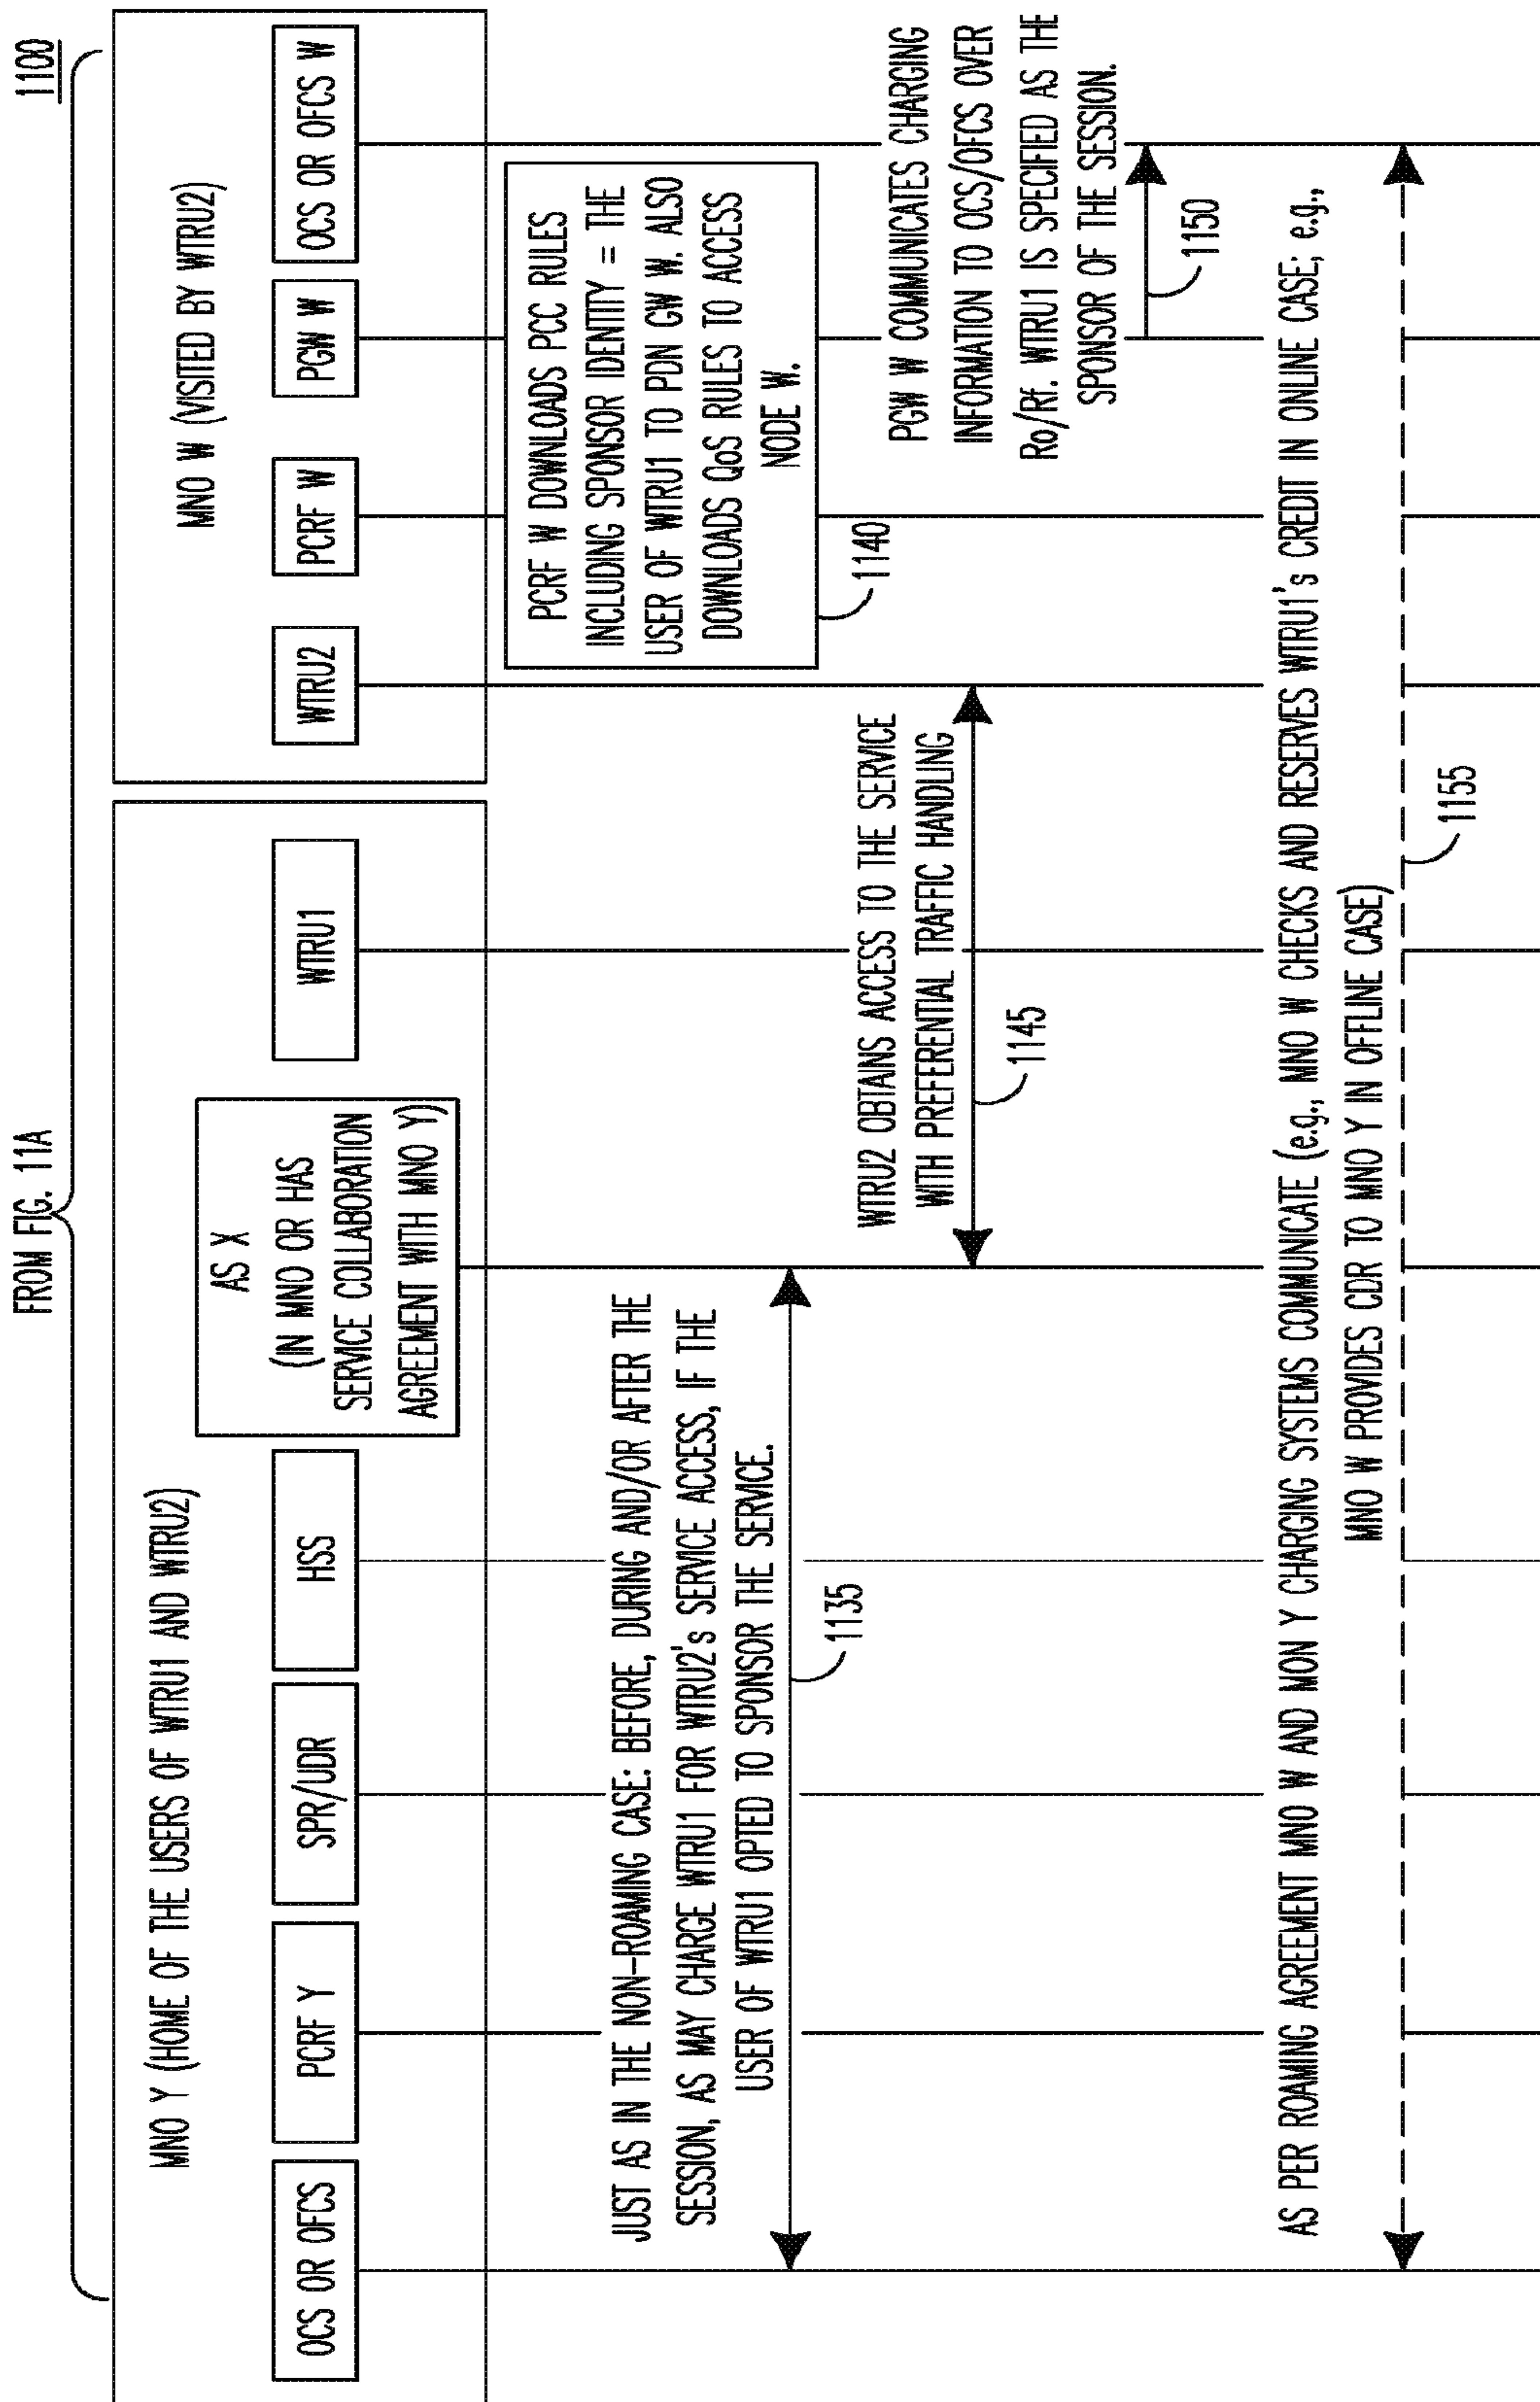 FROM FIG. 11A
1100
MNO Y (HOME OF THE USERS OF WTRU1 AND WTRU2)
OCS OR OFCS
PCRF Y
SPR/UDR
HSS
AS X
(IN MNO OR HAS
SERVICE COLLABORATION
AGREEMENT WITH MNO Y)
WTRU1
MNO W (VISITED BY WTRU2)
WTRU2
PCRF W
PGW W
OCS OR OFCS W
JUST AS IN THE NON-ROAMING CASE: BEFORE, DURING AND/OR AFTER THE
SESSION, AS MAY CHARGE WTRU1 FOR WTRU2's SERVICE ACCESS, IF THE
USER OF WTRU1 OPTED TO SPONSOR THE SERVICE.
1135
PCRF W DOWNLOADS PCC RULES
INCLUDING SPONSOR IDENTITY = THE
USER OF WTRU1 TO PDN GW W. ALSO
DOWNLOADS QoS RULES TO ACCESS
NODE W.
1140
WTRU2 OBTAINS ACCESS TO THE SERVICE
WITH PREFERENTIAL TRAFFIC HANDLING
1145
PGW W COMMUNICATES CHARGING
INFORMATION TO OCS/OFCS OVER
Ro/Rf. WTRU1 IS SPECIFIED AS THE
SPONSOR OF THE SESSION.
1150
AS PER ROAMING AGREEMENT MNO W AND MON Y CHARGING SYSTEMS COMMUNICATE (e.g., MNO W CHECKS AND RESERVES WTRU1's CREDIT IN ONLINE CASE; e.g.,
MNO W PROVIDES CDR TO MNO Y IN OFFLINE CASE)
1155